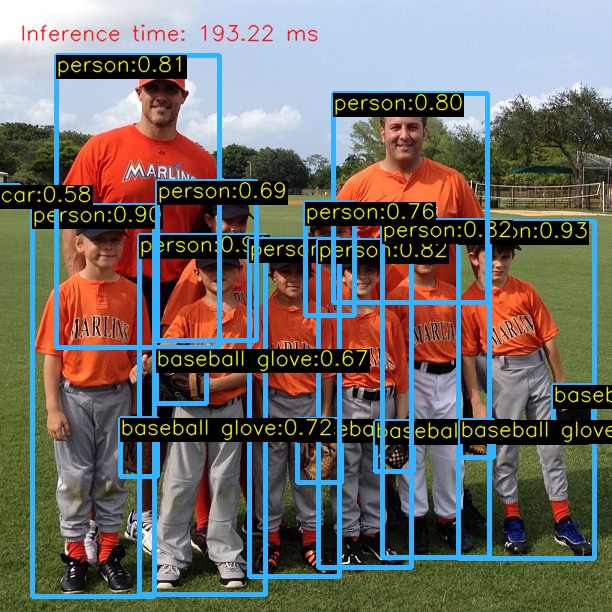 Inference time: 193.22 ms
person:0.81
person:0.80
MARLINS
car:0.58
person:0.69
person:0.90
person:0.76
person:0.82
:0.93
person:0.9
person:0.82
MARLINS
MARLINS
MARLINS
baseball glove:0.67
baseb
baseball glove:0.72
baseba
baseball
baseball glove